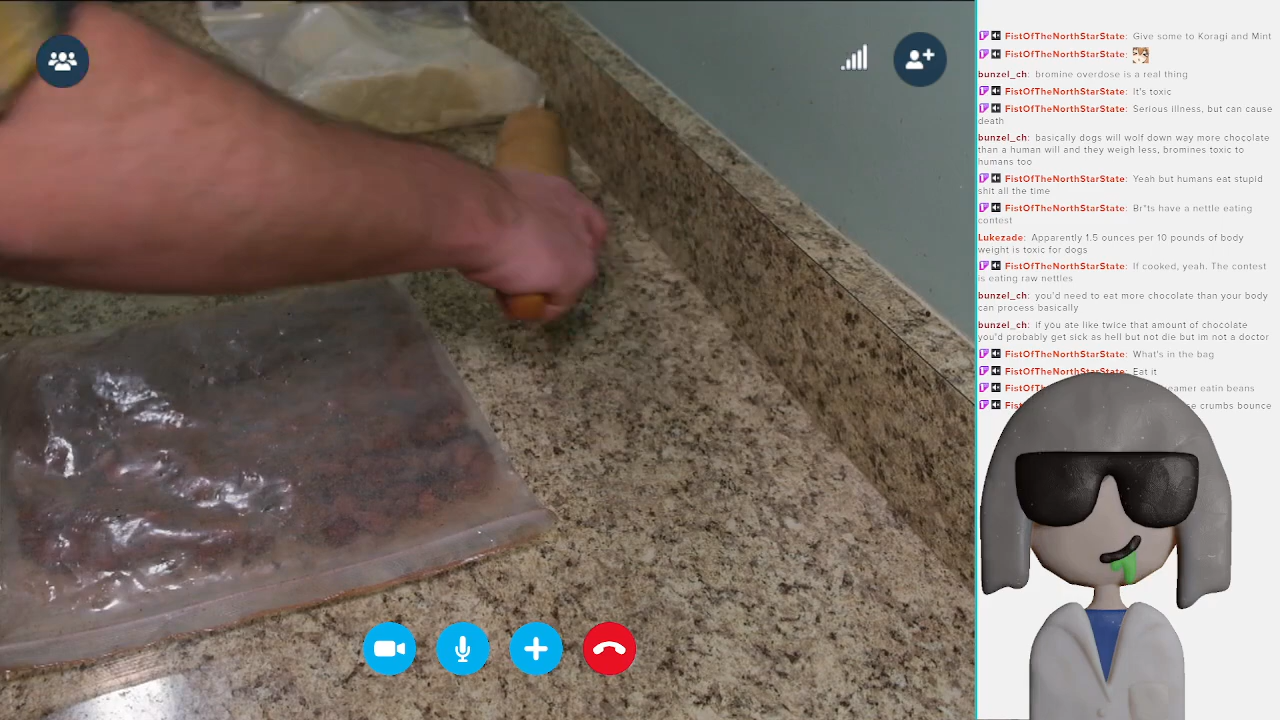 FistOfTheNorthStarState: Give some to Koragi and Mint
FistOfTheNorthStarState:
bunzel_ch: bromine overdose is a real thing
FistOfTheNorthStarState: It's toxic
FistOfTheNorthStarState: Serious illness, but can cause
death
bunzel_ch: basically dogs will wolf down way more chocolate
than a human will and they weigh less, bromines toxic to
humans too
FistOfTheNorthStarState: Yeah but humans eat stupid
shit all the time
FistOfTheNorthStarState: Br*ts have a nettle eating
contest
Lukezade: Apparently 1.5 ounces per 10 pounds of body
weight is toxic for dogs
FistOfTheNorthStarState: If cooked, yeah. The contest
is eating raw nettles
bunzel_ch: you'd need to eat more chocolate than your body
can process basically
bunzel_ch: if you ate like twice that amount of chocolate
you'd probably get sick as hell but not die but im not a doctor
FistOfTheNorthStarState: What's in the bag
FistOfTheNorthStarState: Eat it
eatin beans
crumbs bounce